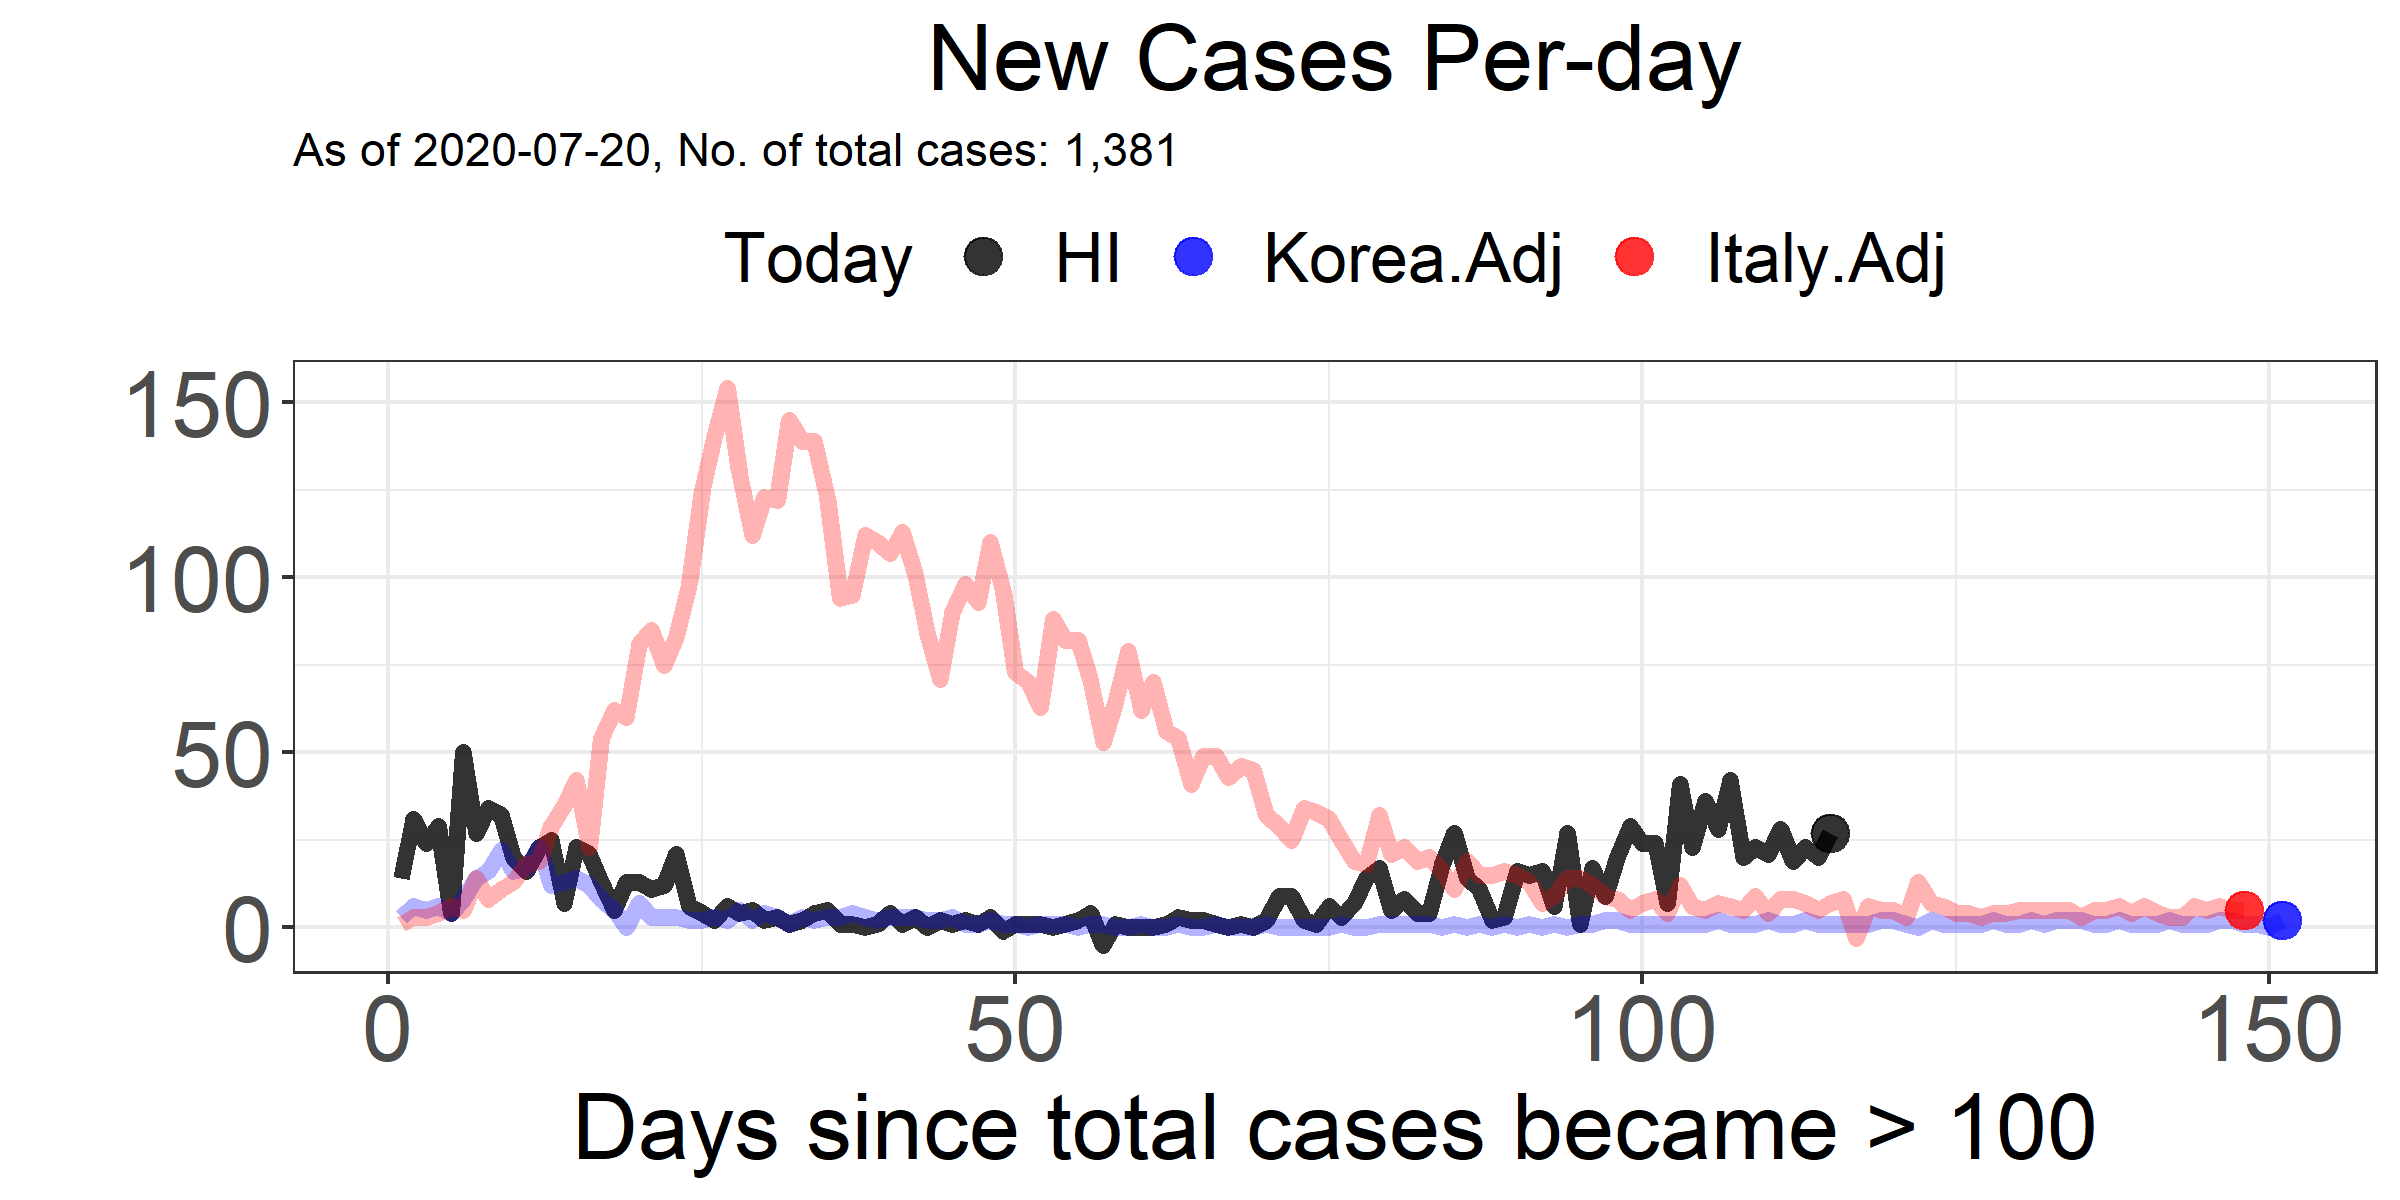 New Cases Per-day
As of 2020-07-20, No. of total cases: 1,381
Today HI Korea.Adj Italy.Adj
150
100
50
0
0 50 100 150
Days since total cases became > 100